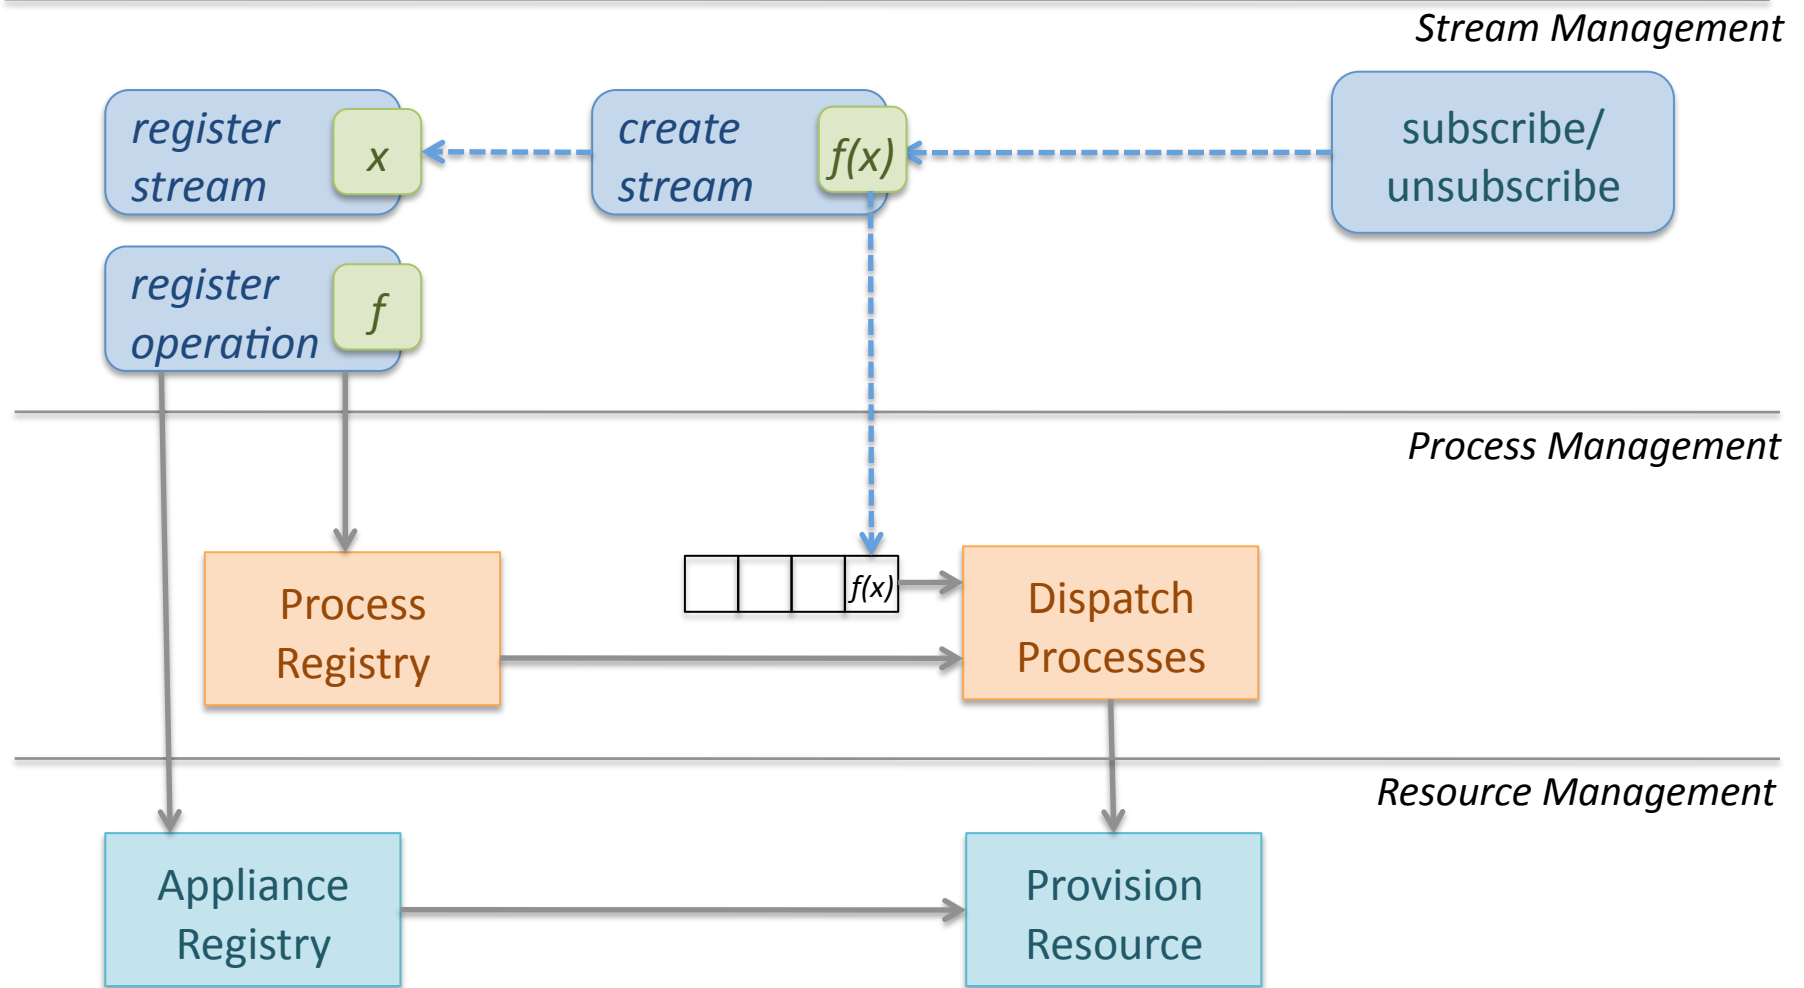 Stream Management
register
stream
x
create
stream
f(x)
subscribe/
unsubscribe
register
operation
f
Process Management
Process
Registry
f(x)
Dispatch
Processes
Resource Management
Appliance
Registry
Provision
Resource